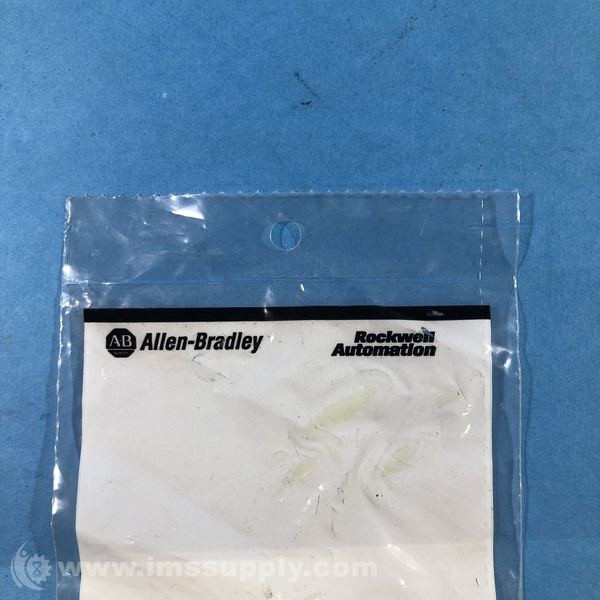 AB Allen-Bradley
Rockwell
Automation
www.imssupply.com